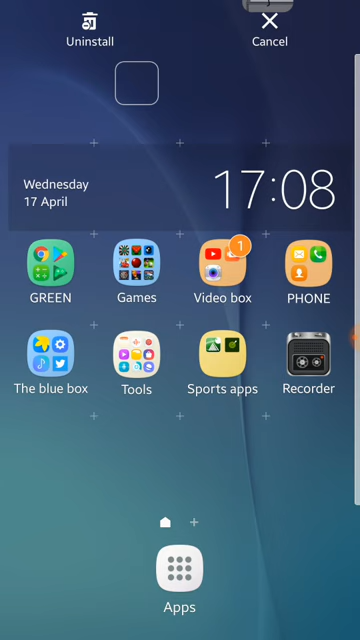 Uninstall Cancel
Wednesday
17 April
17:08
1
GREEN Games Video box PHONE
The blue box Tools Sports apps Recorder
Apps